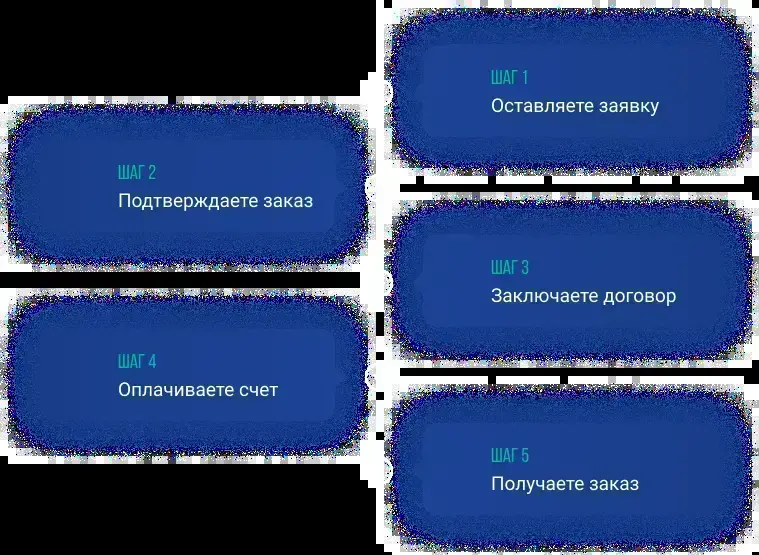 ШАГ 1
Оставляете заявку
ШАГ 2
Подтверждаете заказ
ШАГ 3
Заключаете договор
ШАГ 4
Оплачиваете счет
ШАГ 5
Получаете заказ